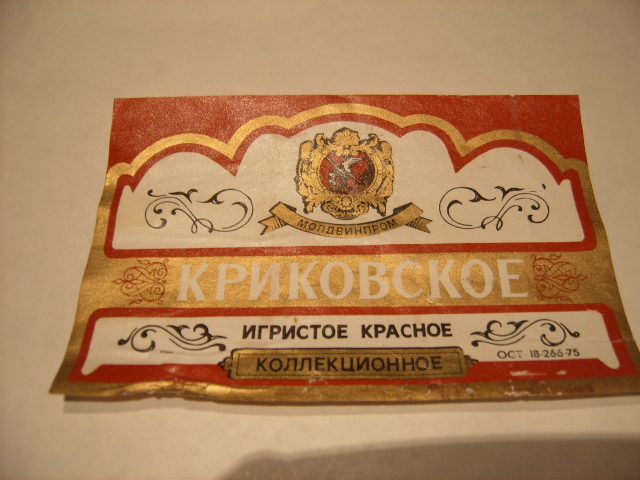 МОЛДВИНПРОМ
КРИКОВСКОЕ
ИГРИСТОЕ КРАСНОЕ
КОЛЛЕКЦИОННОЕ
ОСТ 18-266-75